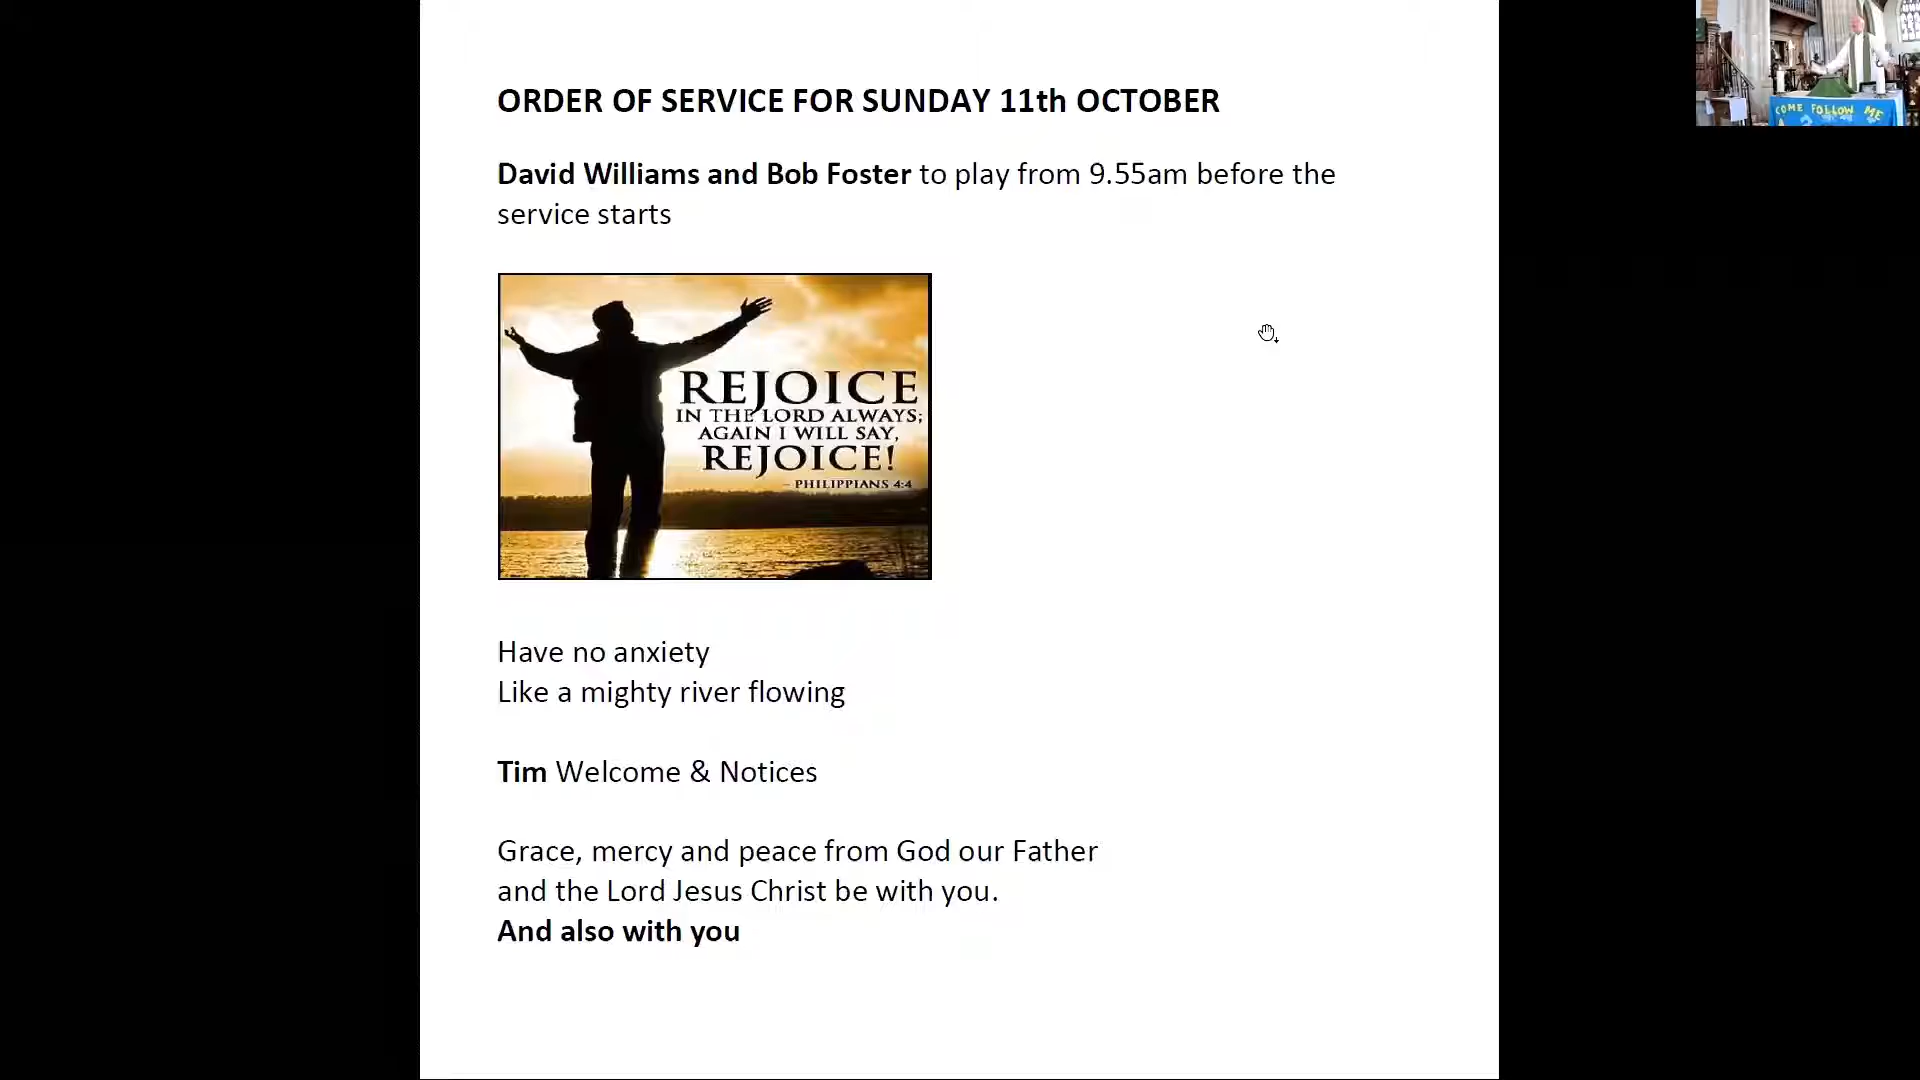 ORDER OF SERVICE FOR SUNDAY 11th OCTOBER
David Williams and Bob Foster to play from 9.55am before the
service starts
REJOICE
IN THE LORD ALWAYS;
AGAIN I WILL SAY,
REJOICE!
- PHILIPPIANS 4:4
Have no anxiety
Like a mighty river flowing
Tim Welcome & Notices
Grace, mercy and peace from God our Father
and the Lord Jesus Christ be with you.
And also with you
COME FOLLOW ME